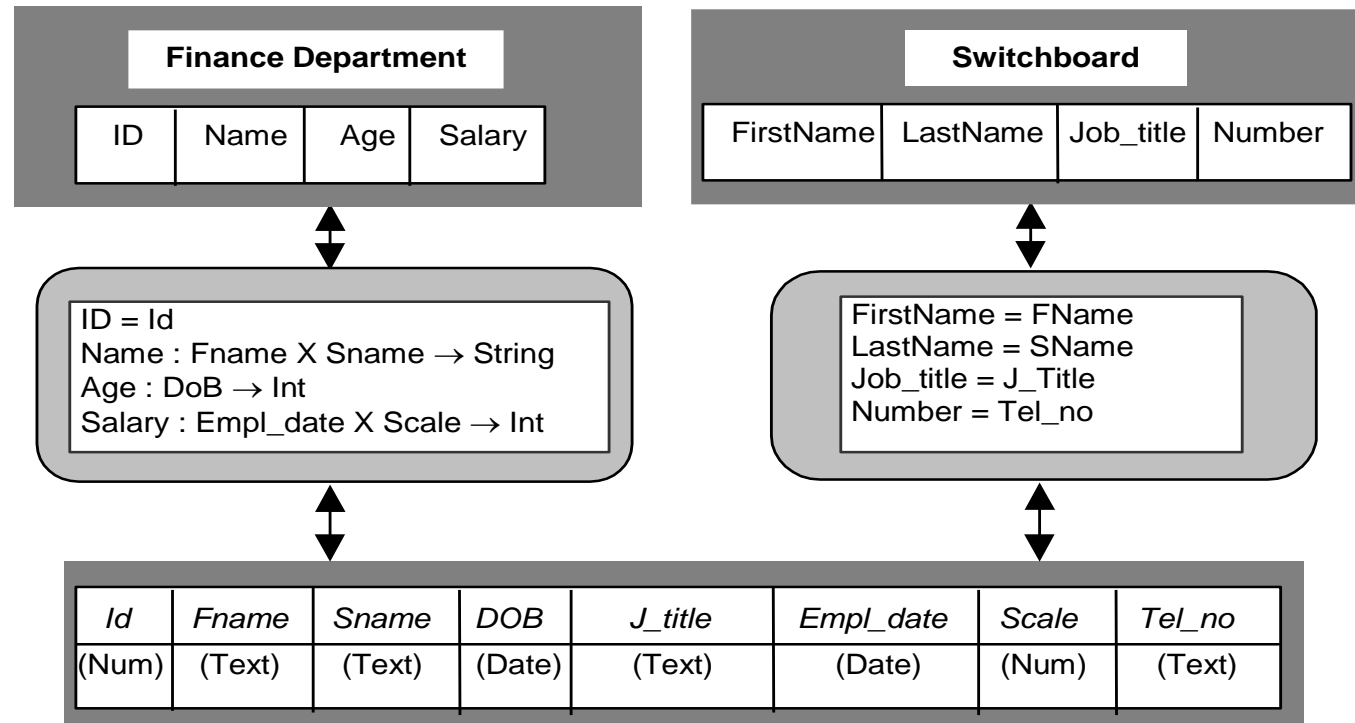 Finance Department
ID Name Age Salary
Switchboard
FirstName LastName Job_title Number
ID = Id
Name : Fname X Sname → String
Age : DoB → Int
Salary : Empl_date X Scale → Int
FirstName = FName
LastName = SName
Job_title = J_Title
Number = Tel_no
Id Fname Sname DOB J_title Empl_date Scale Tel_no
(Num) (Text) (Text) (Date) (Text) (Date) (Num) (Text)